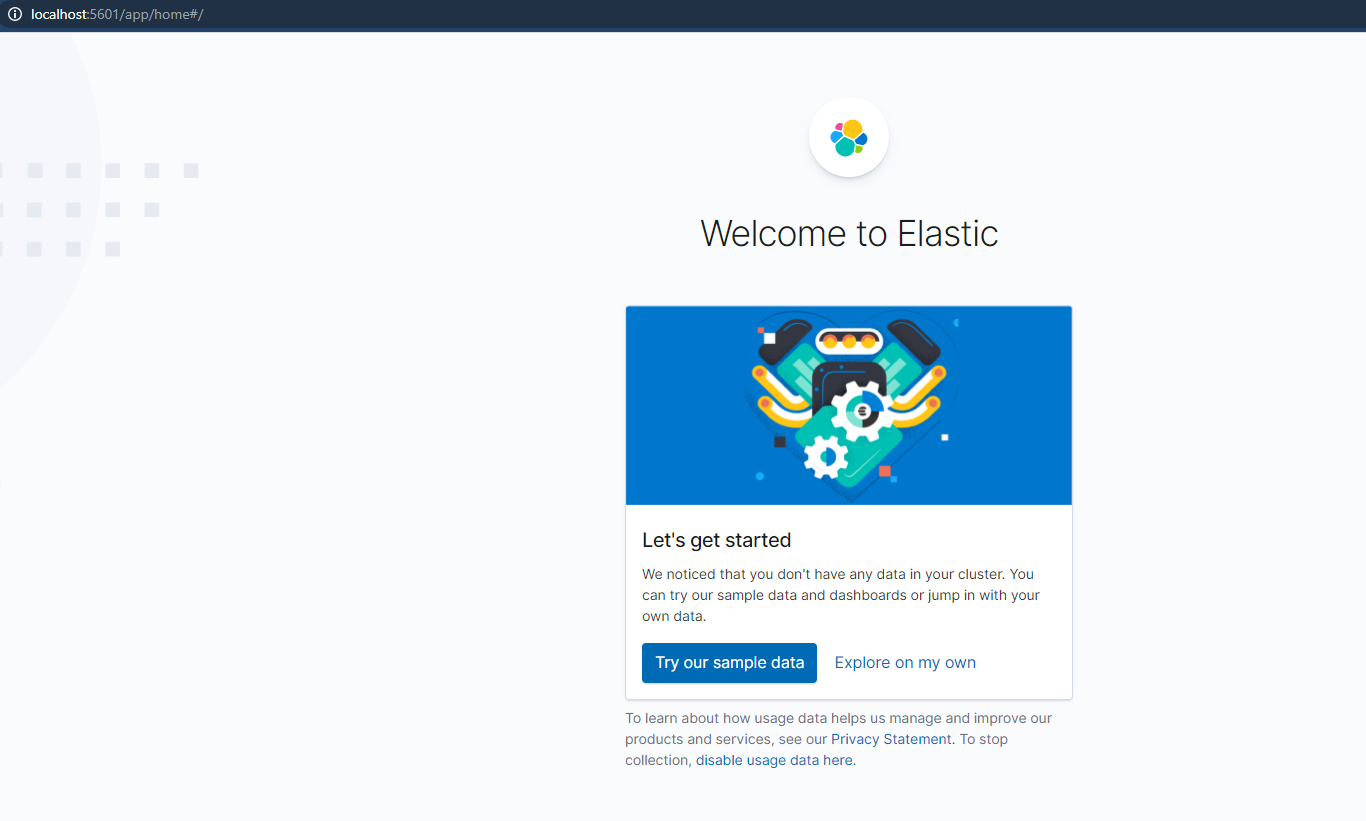 localhost:5601/app/home#/
Welcome to Elastic
Let's get started
We noticed that you don't have any data in your cluster. You
can try our sample data and dashboards or jump in with your
own data.
Try our sample data
Explore on my own
To learn about how usage data helps us manage and improve our
products and services, see our Privacy Statement. To stop
collection, disable usage data here.